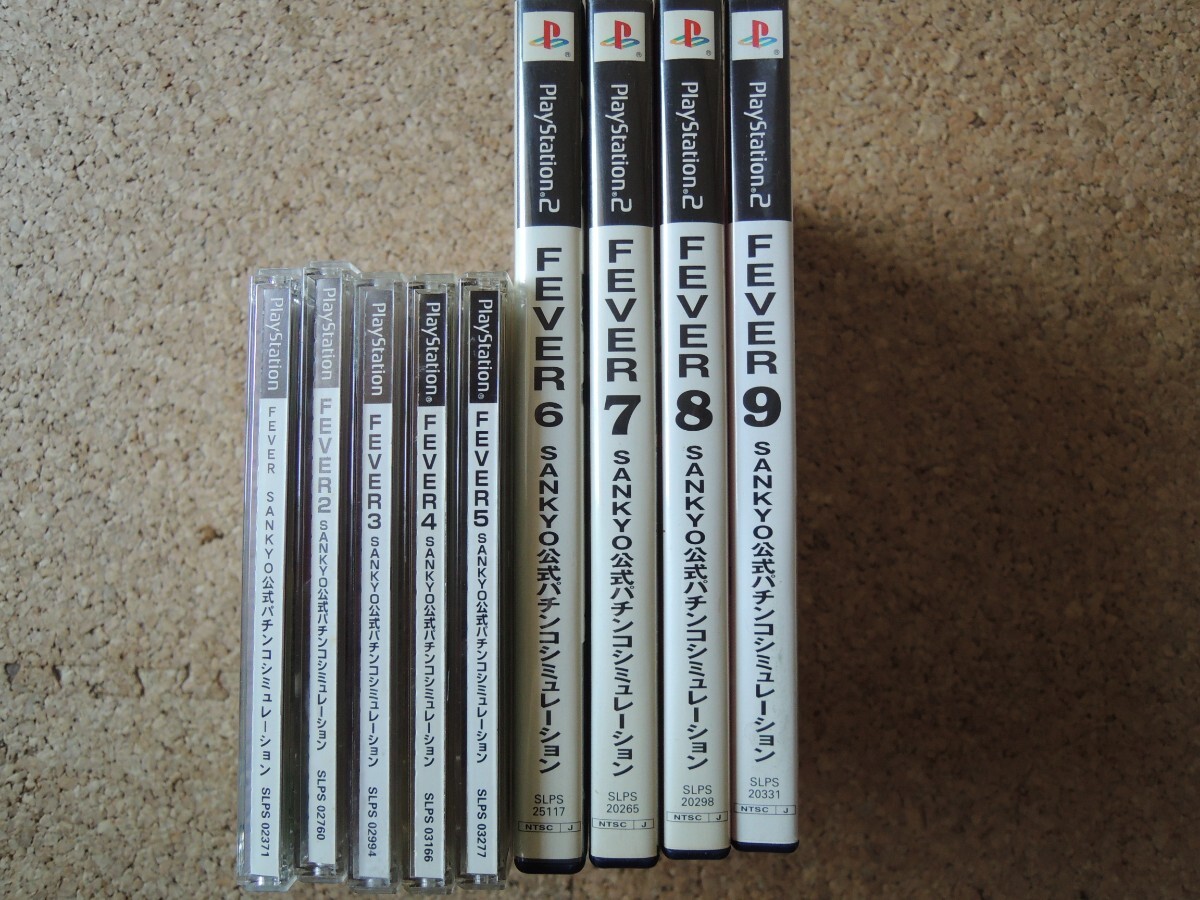 PlayStation FEVER SANKYO公式パチンコシミュレーション SLPS 02371
PlayStation FEVER2 SANKYO公式パチンコシミュレーション SLPS 02760
PlayStation FEVER3 SANKYO公式パチンコシミュレーション SLPS 02994
PlayStation® FEVER4 SANKYO公式パチンコシミュレーション SLPS 03166
PlayStation® FEVER5 SANKYO公式パチンコシミュレーション SLPS 03277
PlayStation®2 FEVER 6 SANKYO公式パチンコシミュレーション
SLPS
25117
NTSC J
PlayStation®2 FEVER 7 SANKYO公式パチンコシミュレーション
SLPS
20265
NTSC J
PlayStation®2 FEVER 8 SANKYO公式パチンコシミュレーション
SLPS
20298
NTSC J
PlayStation®2 FEVER 9 SANKYO公式パチンコシミュレーション
SLPS
20331
NTSC J